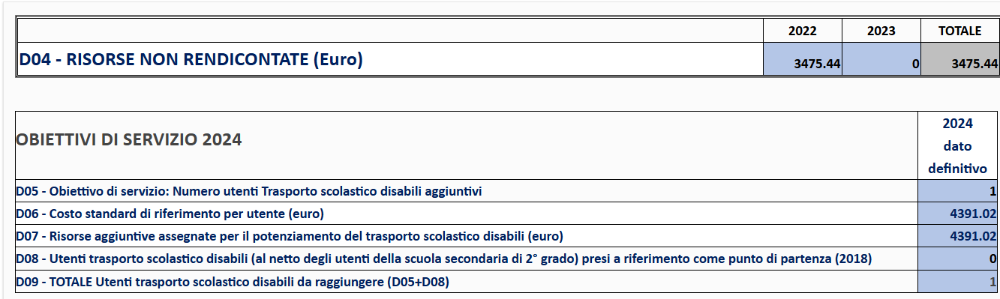 2022 2023 TOTALE
D04 - RISORSE NON RENDICONTATE (Euro) 3475.44 0 3475.44
OBIETTIVI DI SERVIZIO 2024
2024
dato
definitivo
D05 - Obiettivo di servizio: Numero utenti Trasporto scolastico disabili aggiuntivi 1
D06 - Costo standard di riferimento per utente (euro) 4391.02
D07 - Risorse aggiuntive assegnate per il potenziamento del trasporto scolastico disabili (euro) 4391.02
D08 - Utenti trasporto scolastico disabili (al netto degli utenti della scuola secondaria di 2° grado) presi a riferimento come punto di partenza (2018) 0
D09 - TOTALE Utenti trasporto scolastico disabili da raggiungere (D05+D08) 1